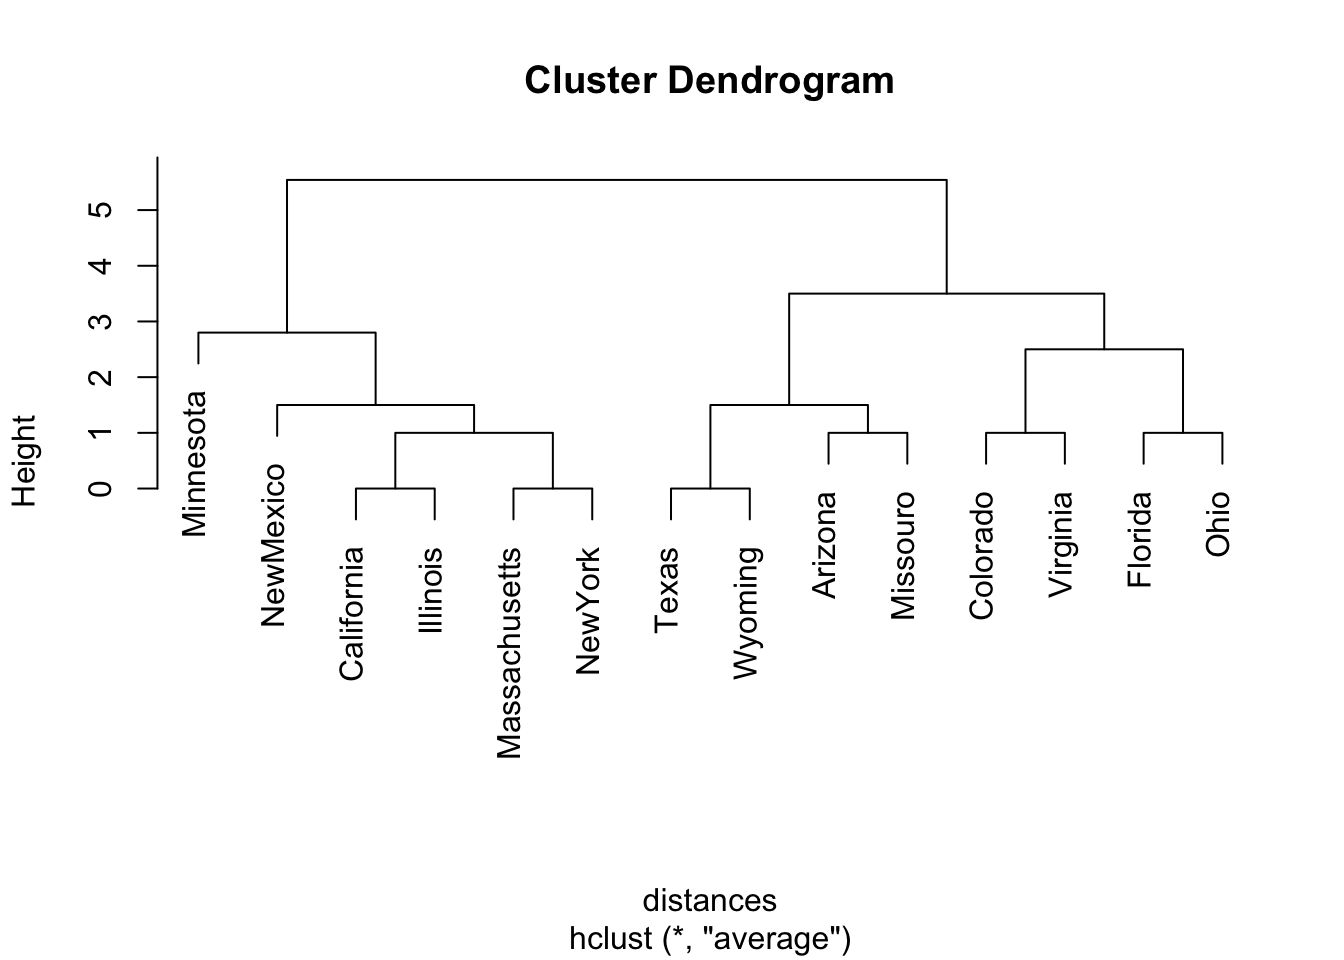 Cluster Dendrogram
Height
0
1
2
3
4
5
Minnesota
NewMexico
California
Illinois
Massachusetts
NewYork
Texas
Wyoming
Arizona
Missouro
Colorado
Virginia
Florida
Ohio
distances
hclust (*, "average")